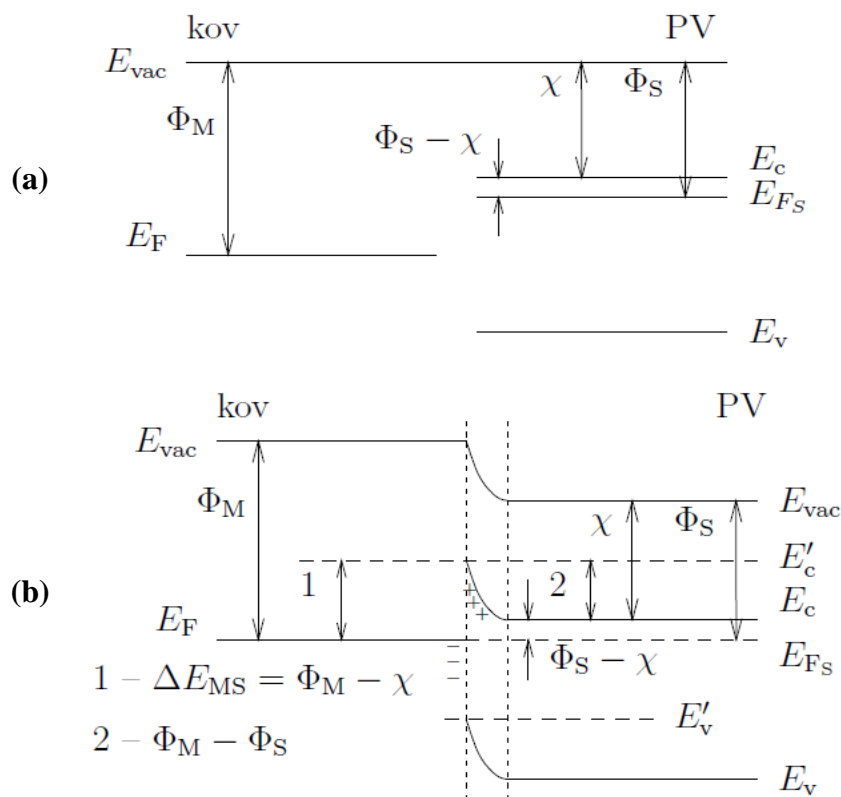 kov PV
E_vac
χ Φ_S
Φ_M
Φ_S − χ
(a)
E_c
E_{F_S}
E_F
E_v
kov PV
E_vac
Φ_M χ Φ_S E_vac
E'_c
1 2
(b)
+ + + E_c
E_F
− − − Φ_S − χ E_{F_S}
1 – ΔE_MS = Φ_M − χ
E'_v
2 – Φ_M − Φ_S
E_v